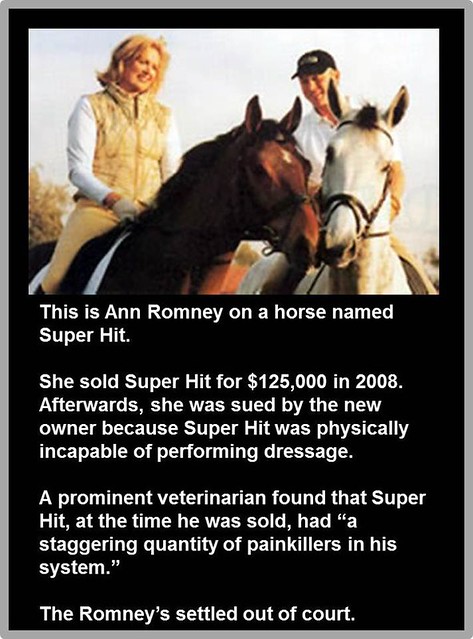 This is Ann Romney on a horse named
Super Hit.
She sold Super Hit for $125,000 in 2008.
Afterwards, she was sued by the new
owner because Super Hit was physically
incapable of performing dressage.
A prominent veterinarian found that Super
Hit, at the time he was sold, had “a
staggering quantity of painkillers in his
system.”
The Romney’s settled out of court.